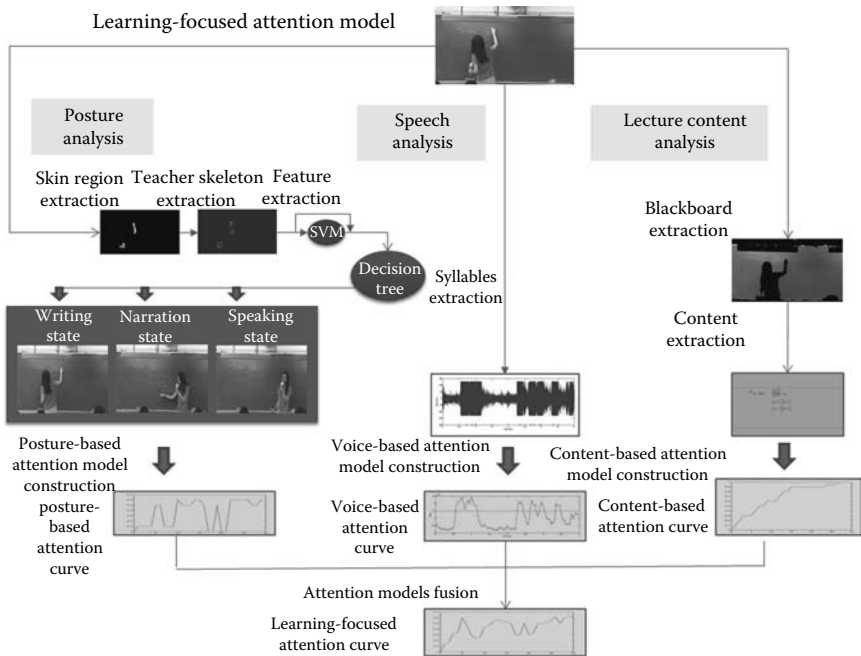 Learning-focused attention model
Posture
analysis
Speech
analysis
Lecture content
analysis
Skin region
extraction
Teacher skeleton
extraction
Feature
extraction
SVM
Decision
tree
Syllables
extraction
Blackboard
extraction
Content
extraction
Writing
state
Narration
state
Speaking
state
Posture-based
attention model
construction
posture-
based
attention
curve
Voice-based attention
model construction
Voice-based
attention
curve
Content-based attention
model construction
Content-based
attention curve
Attention models fusion
Learning-focused
attention curve